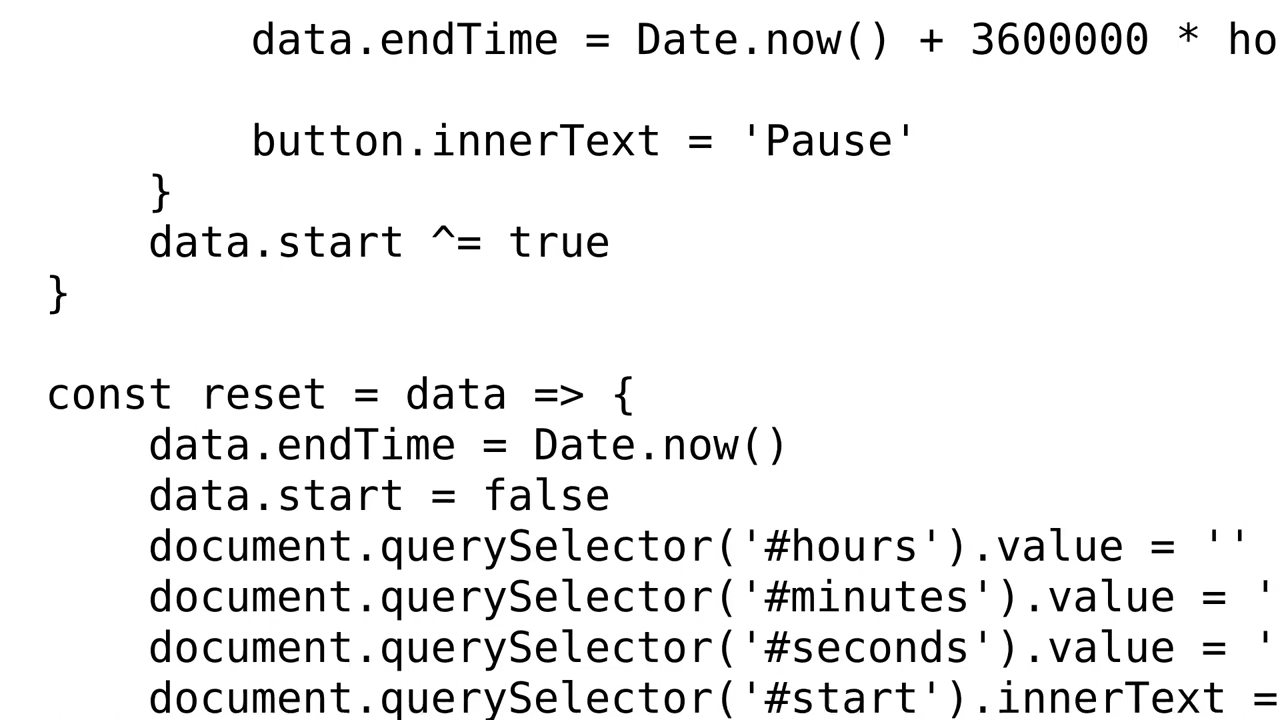 data.endTime = Date.now() + 3600000 * ho
button.innerText = 'Pause'
}
data.start ^= true
}
const reset = data => {
data.endTime = Date.now()
data.start = false
document.querySelector('#hours').value = ''
document.querySelector('#minutes').value = '
document.querySelector('#seconds').value = '
document.querySelector('#start').innerText =